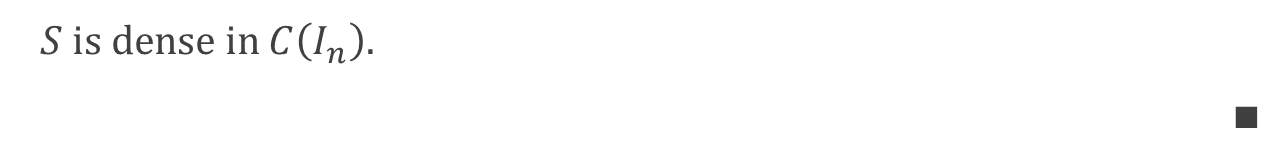 S is dense in C(Iₙ).
■